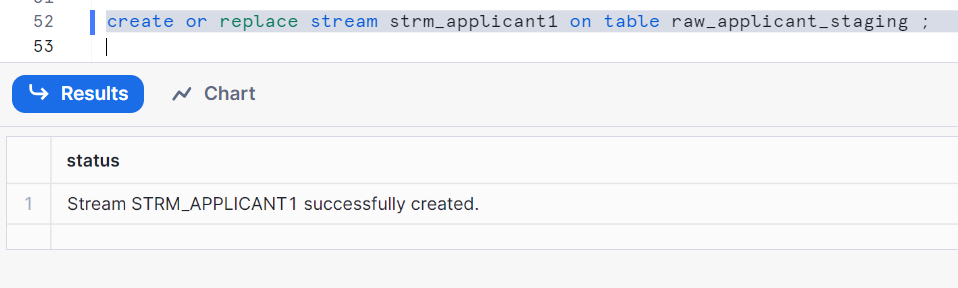 52 create or replace stream strm_applicant1 on table raw_applicant_staging ;
53
Results Chart
status
1 Stream STRM_APPLICANT1 successfully created.